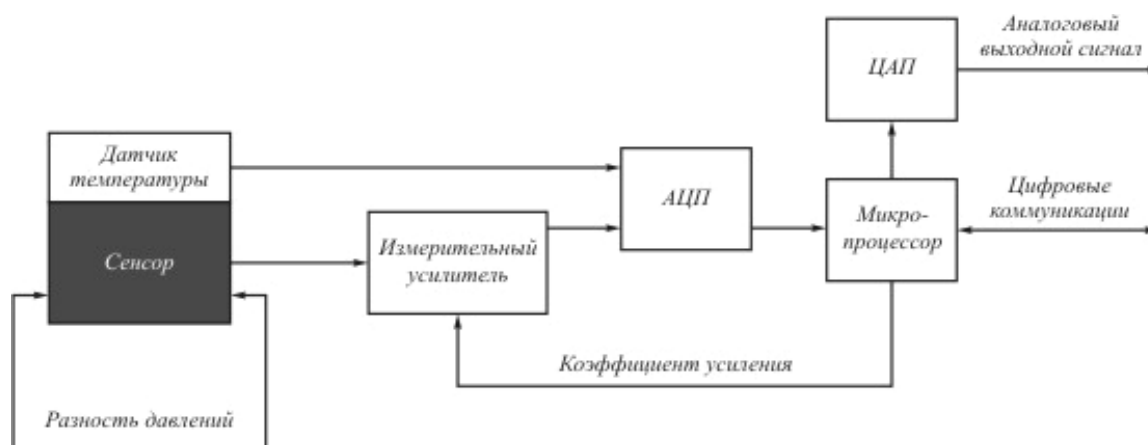 Аналоговый
выходной сигнал
ЦАП
Датчик
температуры
АЦП
Микро-
процессор
Цифровые
коммуникации
Сенсор
Измерительный
усилитель
Коэффициент усиления
Разность давлений